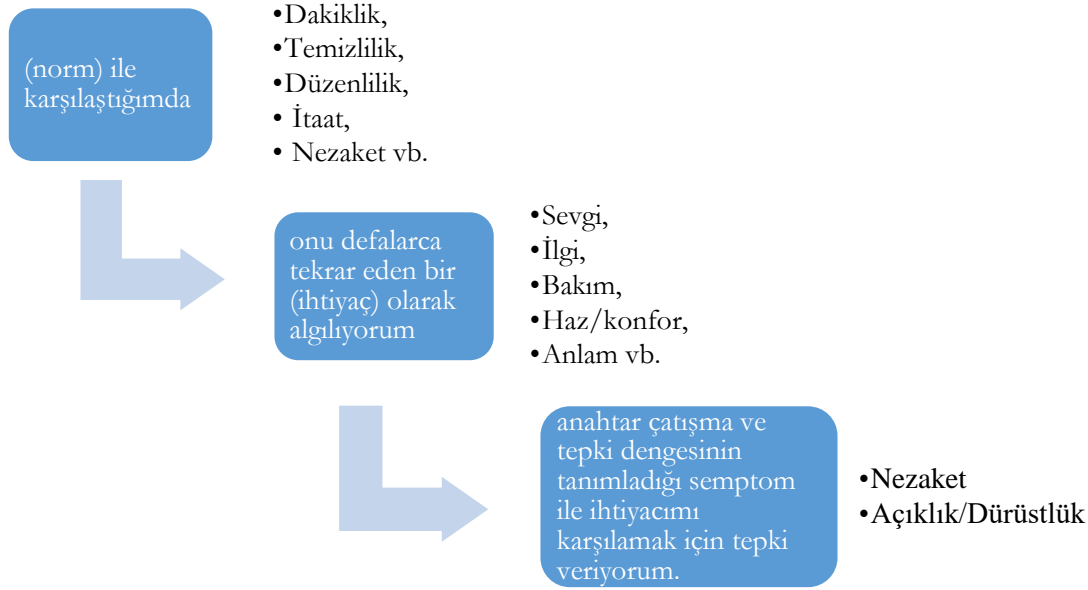 (norm) ile
karşılaştığımda
•Dakiklik,
•Temizlilik,
•Düzenlilik,
• İtaat,
• Nezaket vb.
onu defalarca
tekrar eden bir
(ihtiyaç) olarak
algılıyorum
•Sevgi,
•İlgi,
•Bakım,
•Haz/konfor,
•Anlam vb.
anahtar çatışma ve
tepki dengesinin
tanımladığı semptom
ile ihtiyacımı
karşılamak için tepki
veriyorum.
•Nezaket
•Açıklık/Dürüstlük